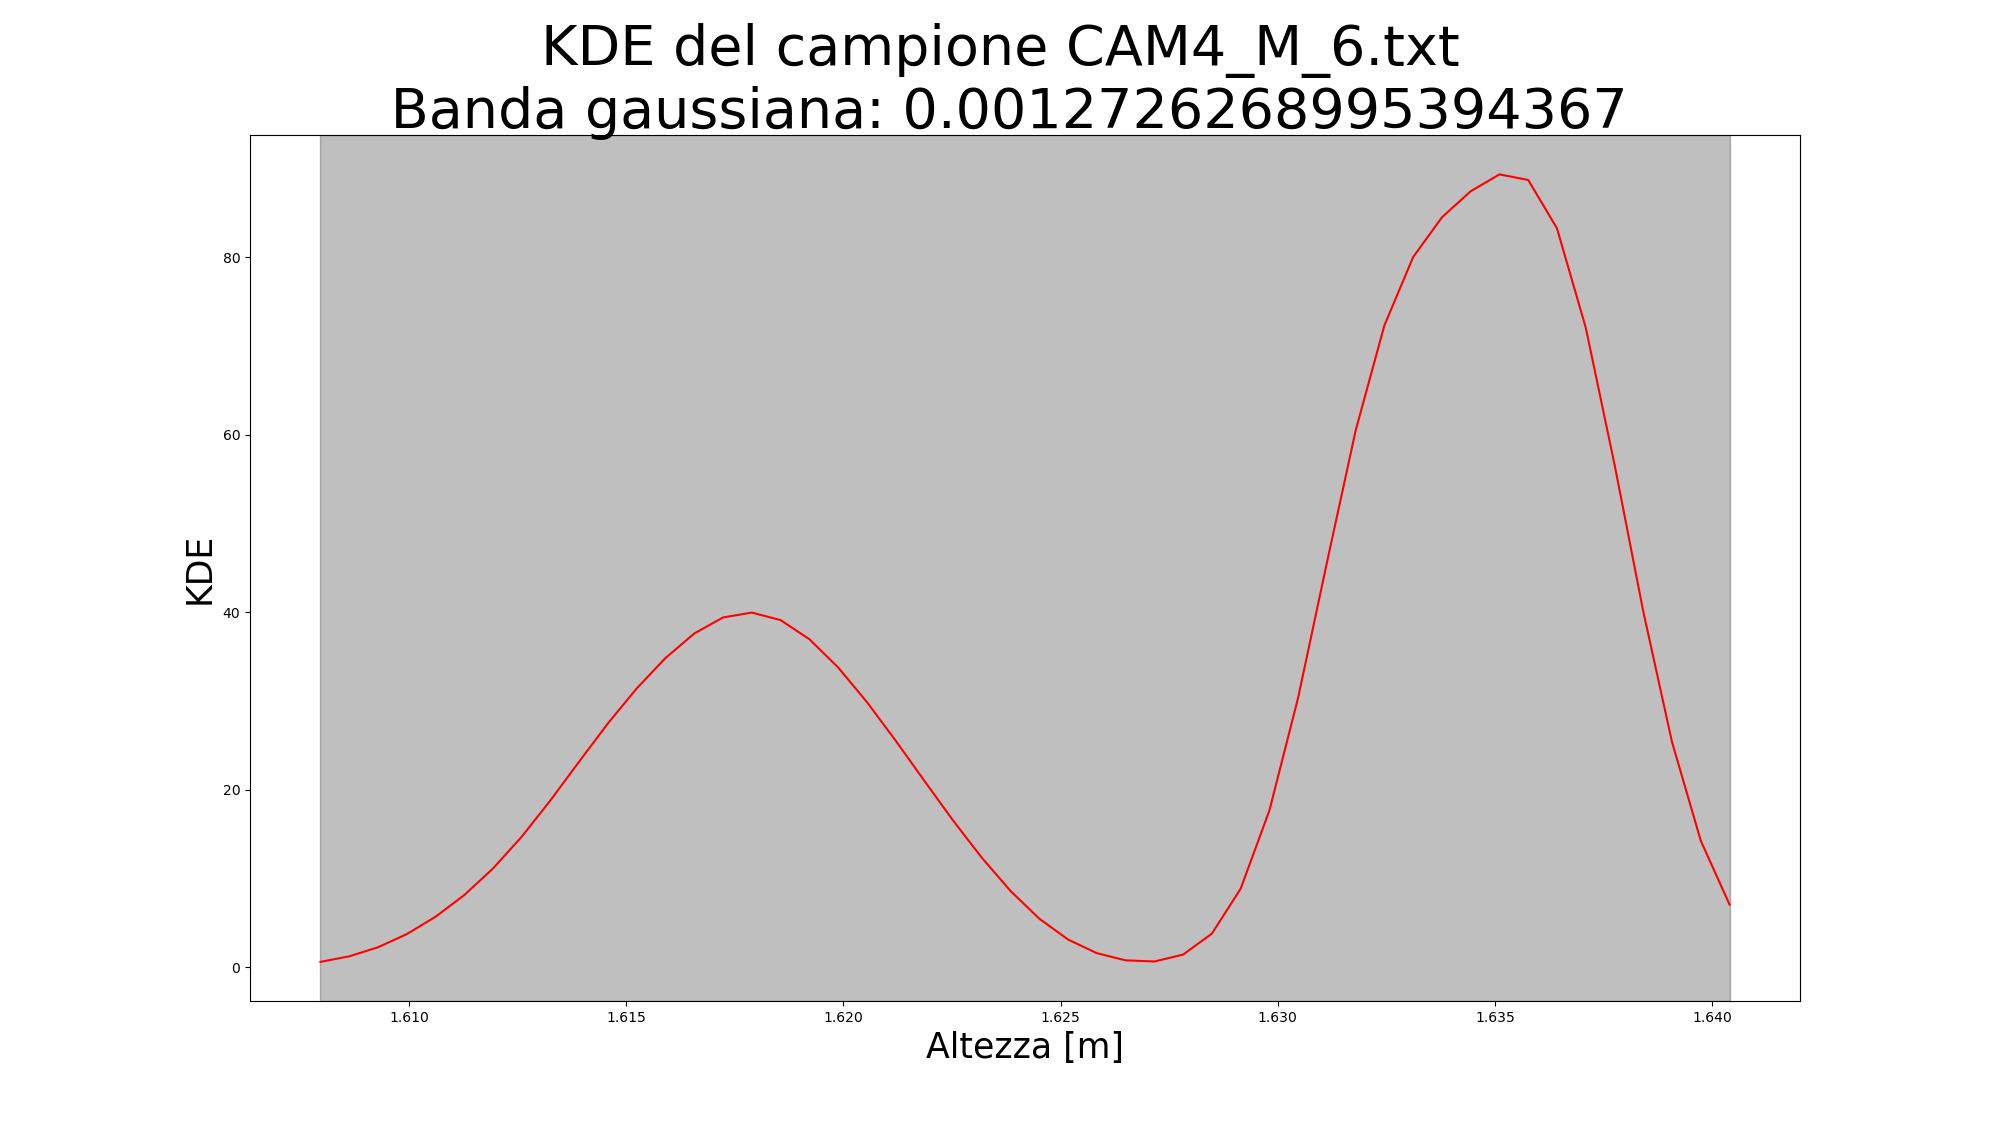 KDE del campione CAM4_M_6.txt
Banda gaussiana: 0.0012726268995394367
KDE
80
60
40
20
0
1.610 1.615 1.620 1.625 1.630 1.635 1.640
Altezza [m]